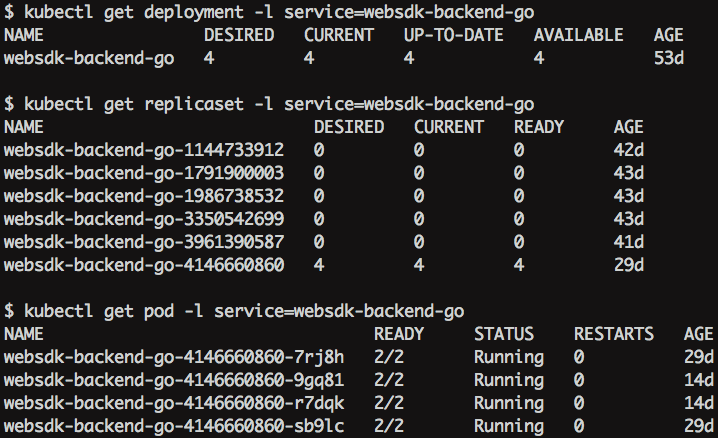 $ kubectl get deployment -l service=websdk-backend-go
NAME DESIRED CURRENT UP-TO-DATE AVAILABLE AGE
websdk-backend-go 4 4 4 4 53d
$ kubectl get replicaset -l service=websdk-backend-go
NAME DESIRED CURRENT READY AGE
websdk-backend-go-1144733912 0 0 0 42d
websdk-backend-go-1791900003 0 0 0 43d
websdk-backend-go-1986738532 0 0 0 43d
websdk-backend-go-3350542699 0 0 0 43d
websdk-backend-go-3961390587 0 0 0 41d
websdk-backend-go-4146660860 4 4 4 29d
$ kubectl get pod -l service=websdk-backend-go
NAME READY STATUS RESTARTS AGE
websdk-backend-go-4146660860-7rj8h 2/2 Running 0 29d
websdk-backend-go-4146660860-9gq81 2/2 Running 0 14d
websdk-backend-go-4146660860-r7dqk 2/2 Running 0 14d
websdk-backend-go-4146660860-sb9lc 2/2 Running 0 29d